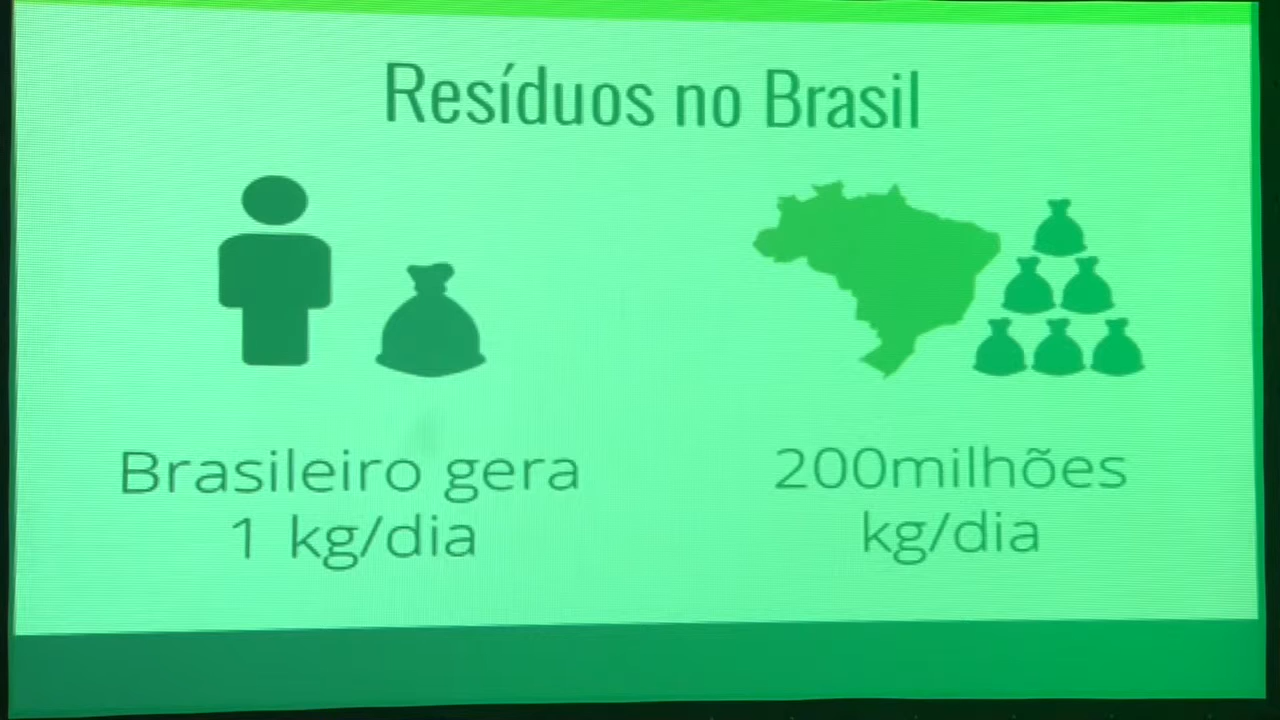 Resíduos no Brasil
Brasileiro gera
1 kg/dia
200milhões
kg/dia